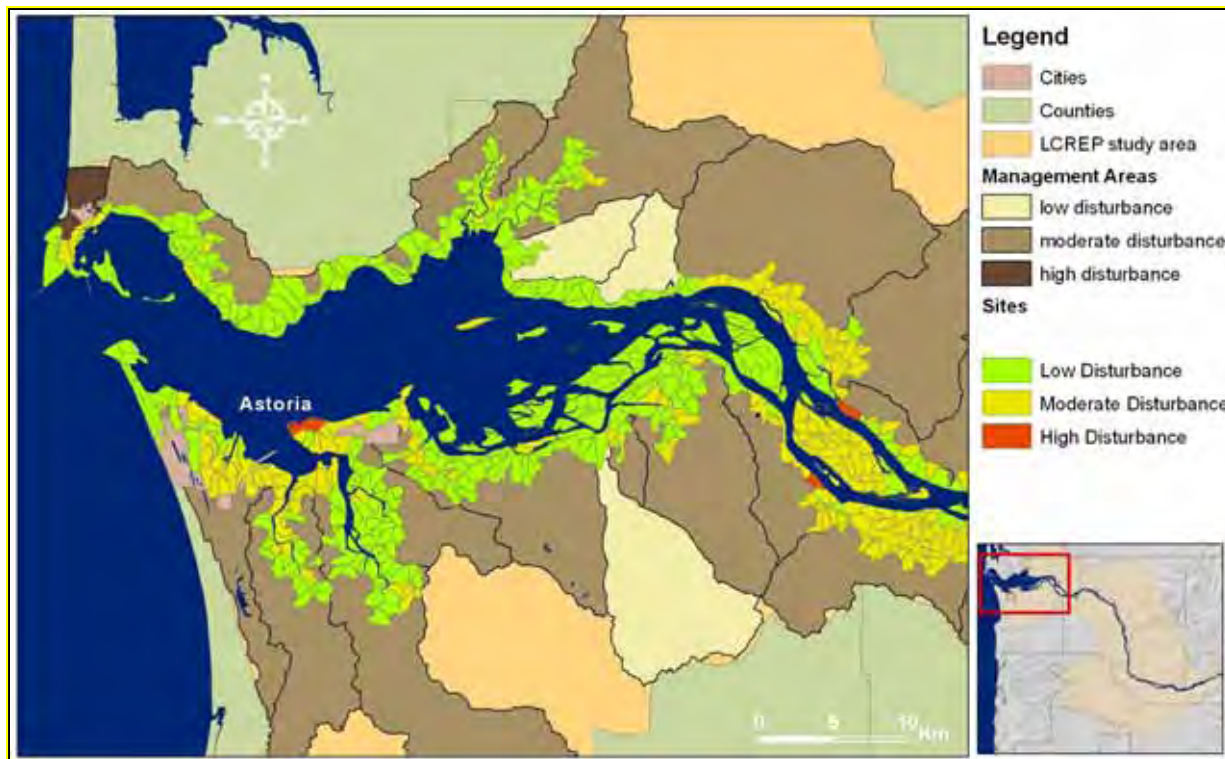 Astoria
0 5 10
Km
Legend
Cities
Counties
LCREP study area
Management Areas
low disturbance
moderate disturbance
high disturbance
Sites
Low Disturbance
Moderate Disturbance
High Disturbance